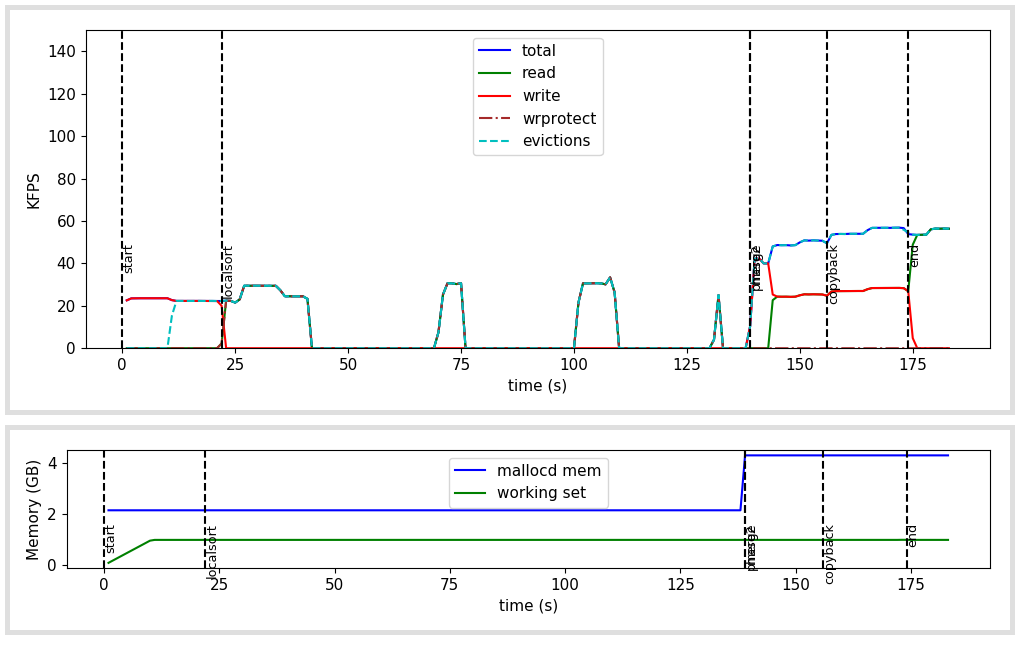 140
120
100
80
60
40
20
0
KFPS
total
read
write
wrprotect
evictions
start
localsort
merge
copyback
end
0 25 50 75 100 125 150 175
time (s)
4
2
0
Memory (GB)
mallocd mem
working set
start
localsort
merge
copyback
end
0 25 50 75 100 125 150 175
time (s)